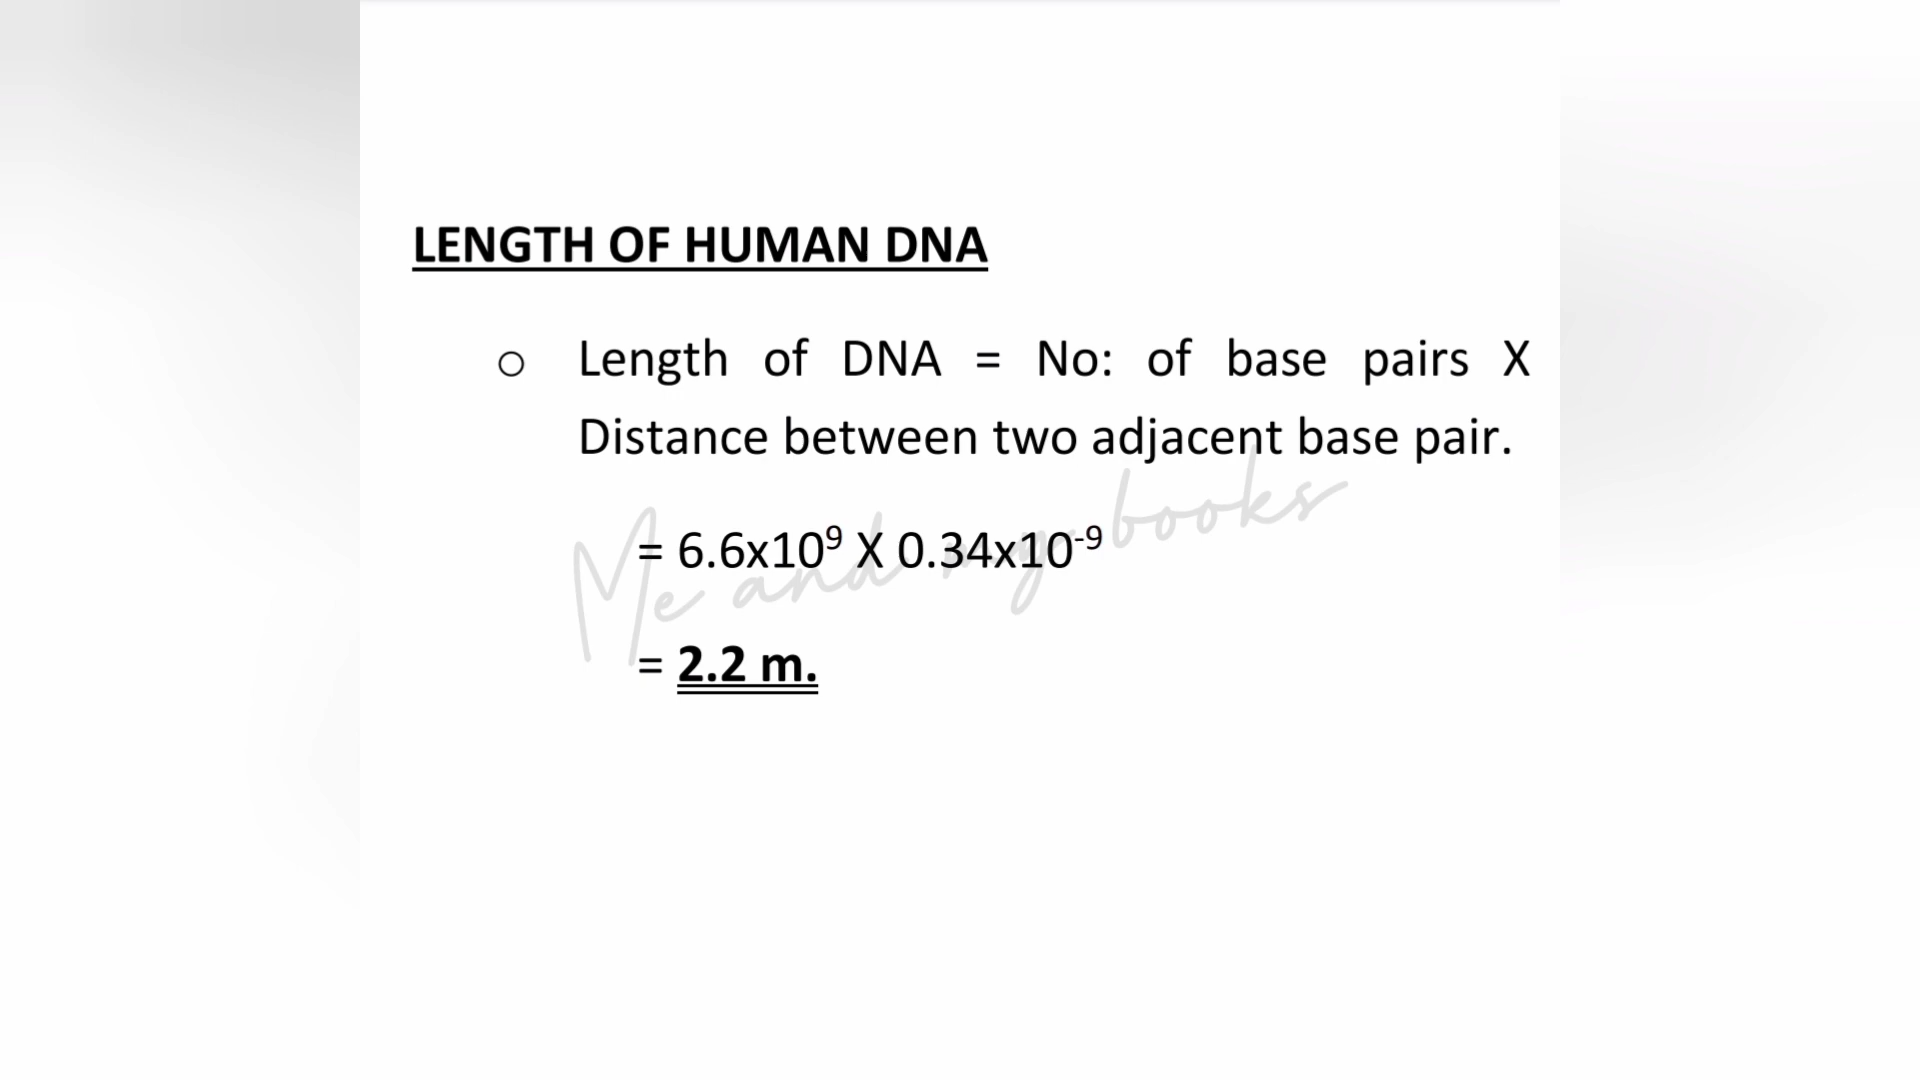 LENGTH OF HUMAN DNA
○ Length of DNA = No: of base pairs X
Distance between two adjacent base pair.
= 6.6x10⁹ X 0.34x10⁻⁹
= 2.2 m.
Me and my books